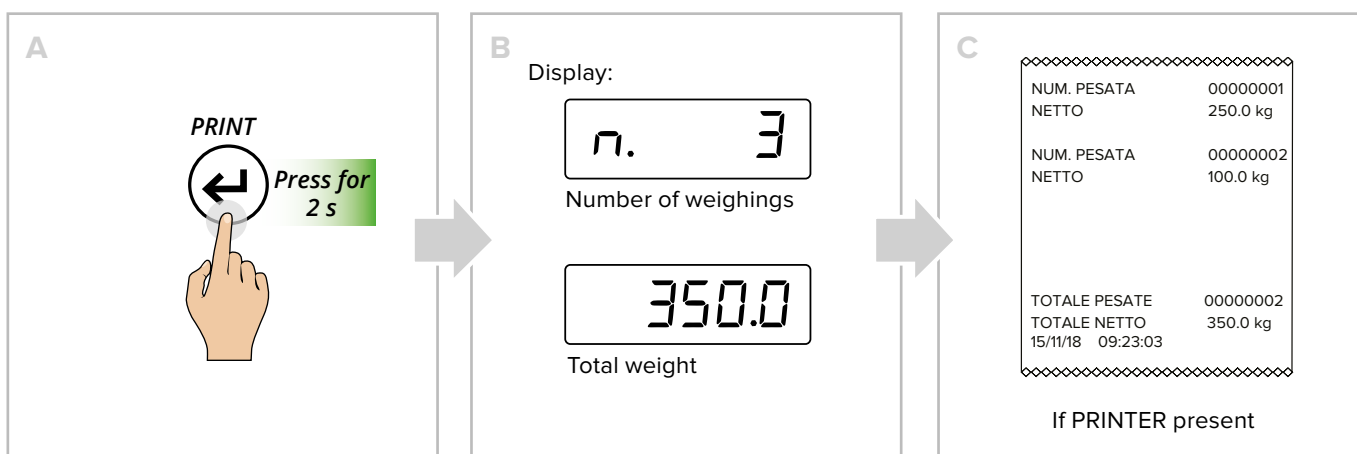 A
PRINT
Press for
2 s
B
Display:
n. 3
Number of weighings
350.0
Total weight
C
NUM. PESATA 00000001
NETTO 250.0 kg
NUM. PESATA 00000002
NETTO 100.0 kg
TOTALE PESATE 00000002
TOTALE NETTO 350.0 kg
15/11/18 09:23:03
If PRINTER present